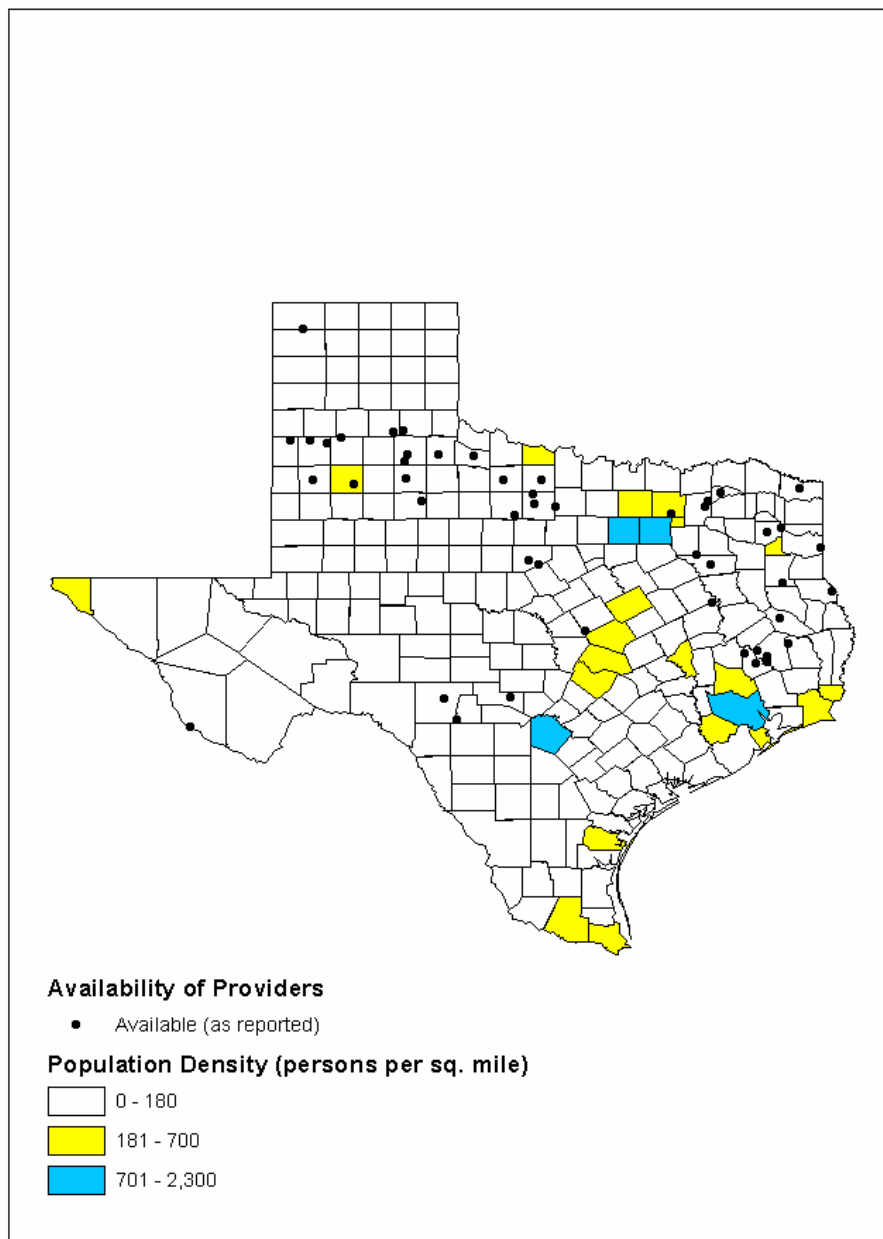 Availability of Providers
Available (as reported)
Population Density (persons per sq. mile)
0 - 180
181 - 700
701 - 2,300